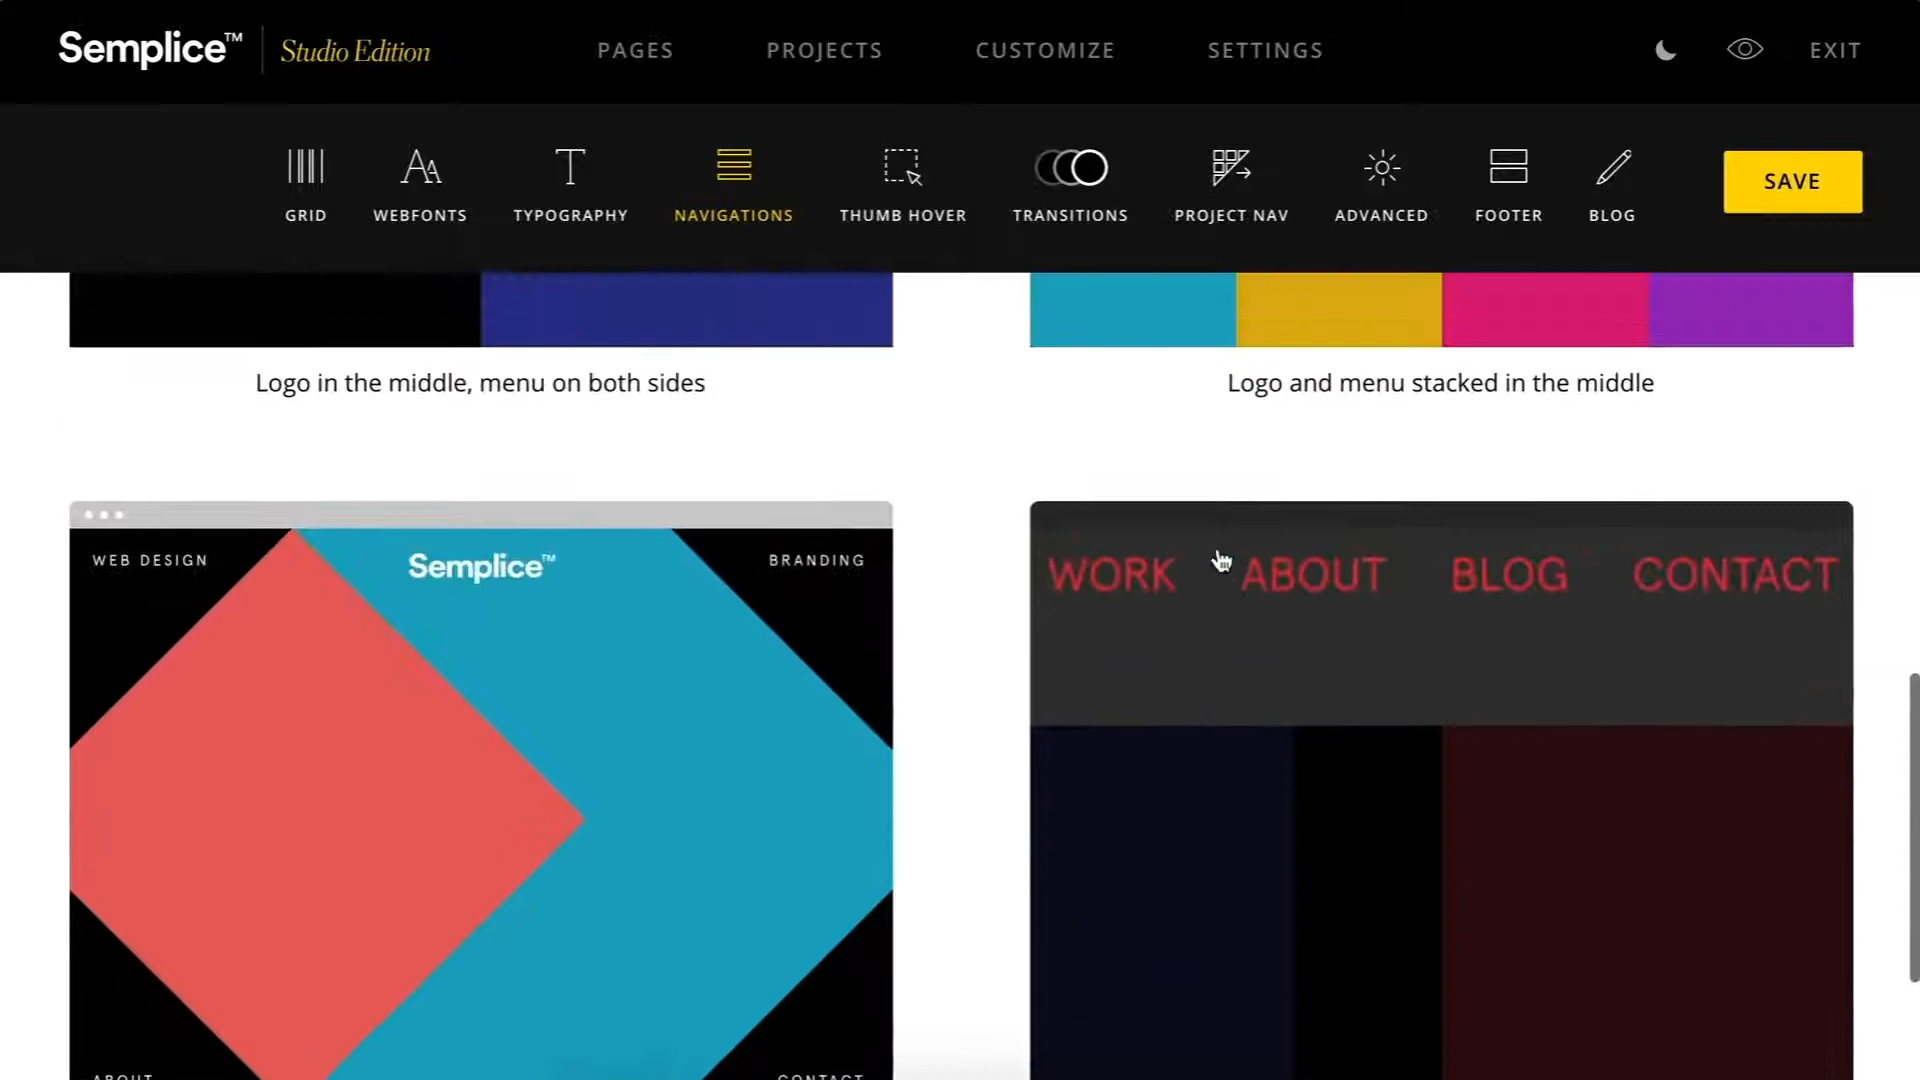 Semplice™ Studio Edition PAGES PROJECTS CUSTOMIZE SETTINGS EXIT
GRID WEBFONTS TYPOGRAPHY NAVIGATIONS THUMB HOVER TRANSITIONS PROJECT NAV ADVANCED FOOTER BLOG SAVE
Logo in the middle, menu on both sides
Logo and menu stacked in the middle
WEB DESIGN Semplice™ BRANDING
WORK ABOUT BLOG CONTACT
ABOUT CONTACT